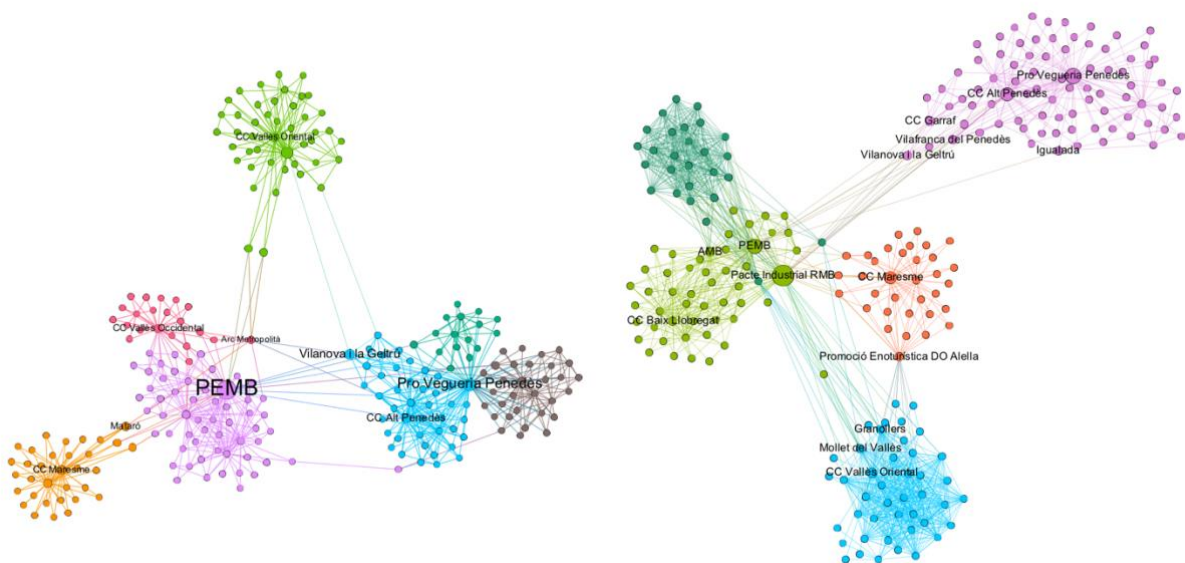 CC Vallès Oriental
CC Vallès Occidental
Arc Metropolità
Vilanova I la Geltrú
PEMB
Pro Vegueria Penedès
CC Alt Penedès
Mataró
CC Maresme
Pro Vegueria Penedès
CC Alt Penedès
CC Garraf
Vilafranca del Penedès
Vilanova I la Geltrú
Igualada
PEMB
AMB
Pacte Industrial RMB
CC Maresme
CC Baix Llobregat
Promoció Enoturística DO Alella
Granollers
Mollet del Vallès
CC Vallès Oriental